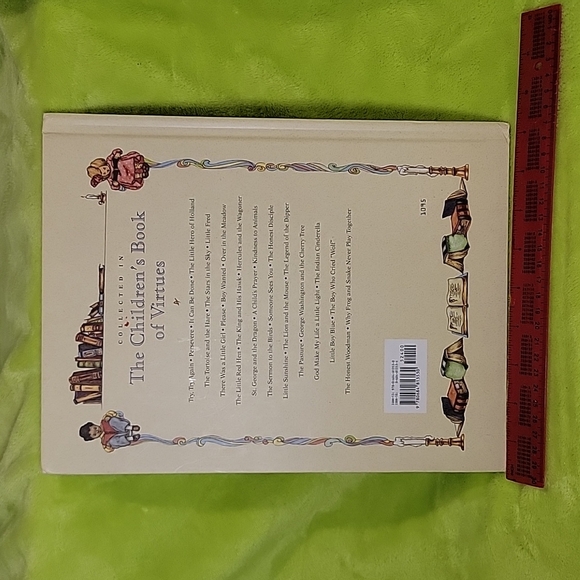 COLLECTED IN
The Children's Book
of Virtues
Try, Try Again • Persevere • It Can Be Done • The Little Hero of Holland
The Tortoise and the Hare • The Stars in the Sky • Little Fred
There Was a Little Girl • Please • Boy Wanted • Over in the Meadow
The Little Red Hen • The King and His Hawk • Hercules and the Wagoner
St. George and the Dragon • A Child's Prayer • Kindness to Animals
The Sermon to the Birds • Someone Sees You • The Honest Disciple
Little Sunshine • The Lion and the Mouse • The Legend of the Dipper
The Pasture • George Washington and the Cherry Tree
God Make My Life a Little Light • The Indian Cinderella
Little Boy Blue • The Boy Who Cried "Wolf"
The Honest Woodman • Why Frog and Snake Never Play Together
1095